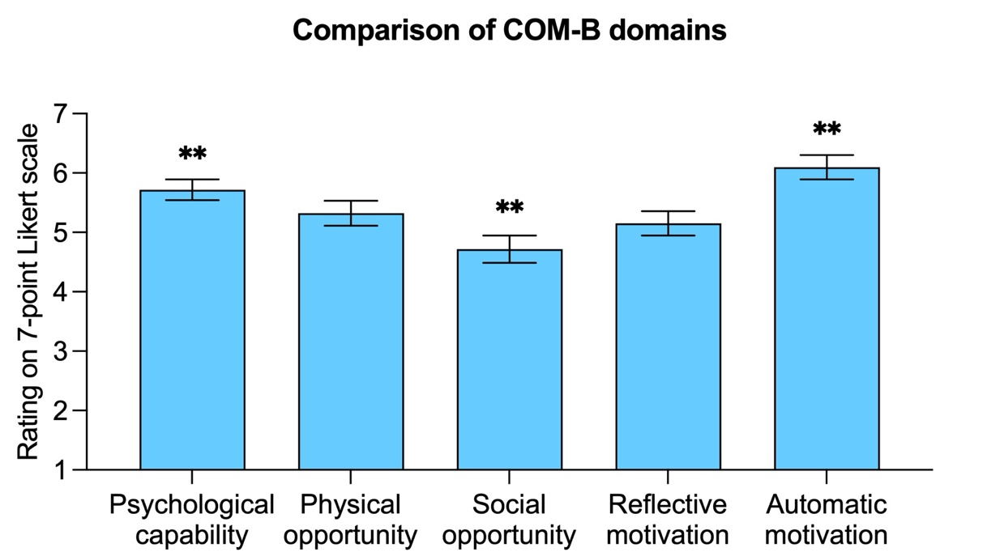 Comparison of COM-B domains
Rating on 7-point Likert scale
7
6
5
4
3
2
1
**
**
**
Psychological capability
Physical opportunity
Social opportunity
Reflective motivation
Automatic motivation